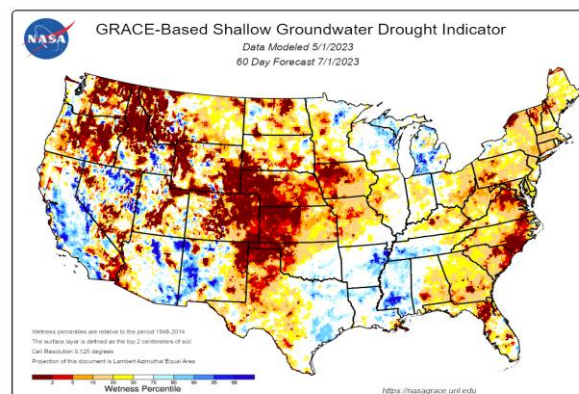 NASA
GRACE-Based Shallow Groundwater Drought Indicator
Data Modeled 5/1/2023
60 Day Forecast 7/1/2023
Wetness percentiles are relative to the period 1948-2014
The surface layer is defined as the top 2 centimeters of soil
Cell Resolution 0.125 degrees
Projection of this document is Lambert Azimuthal Equal Area
2 5 10 20 30 70 80 90 95 98
Wetness Percentile
https://nasagrace.unl.edu